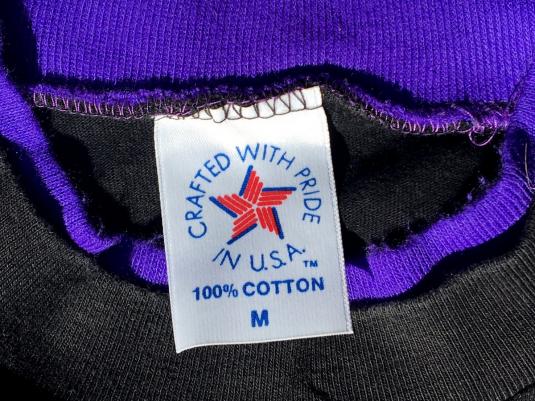 CRAFTED WITH PRIDE
IN U.S.A.™
100% COTTON
M